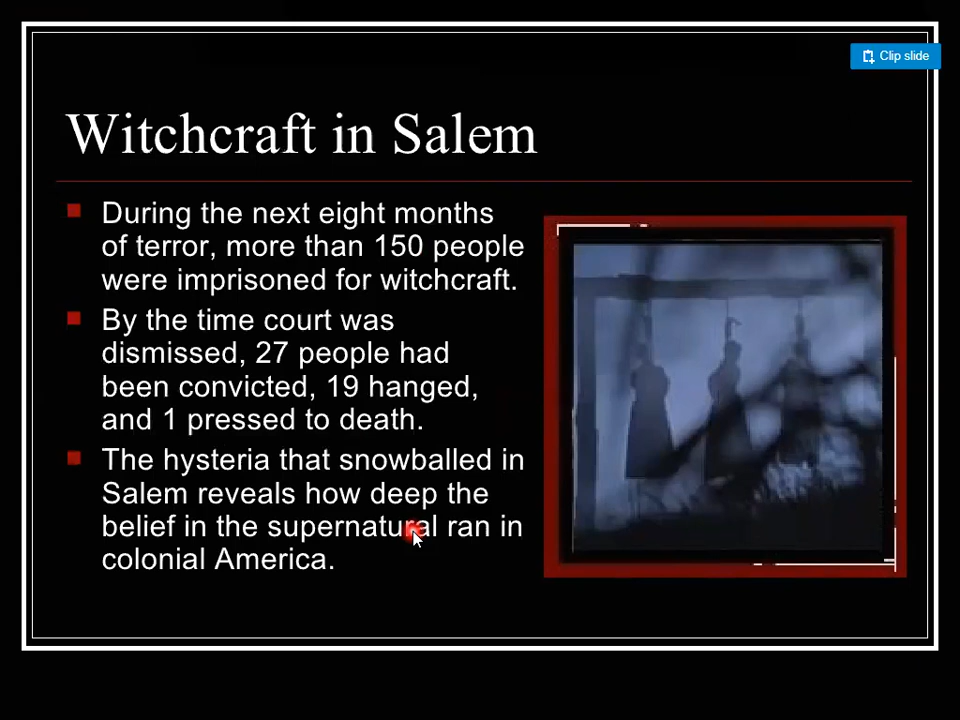 Clip slide
Witchcraft in Salem
During the next eight months
of terror, more than 150 people
were imprisoned for witchcraft.
By the time court was
dismissed, 27 people had
been convicted, 19 hanged,
and 1 pressed to death.
The hysteria that snowballed in
Salem reveals how deep the
belief in the supernatural ran in
colonial America.